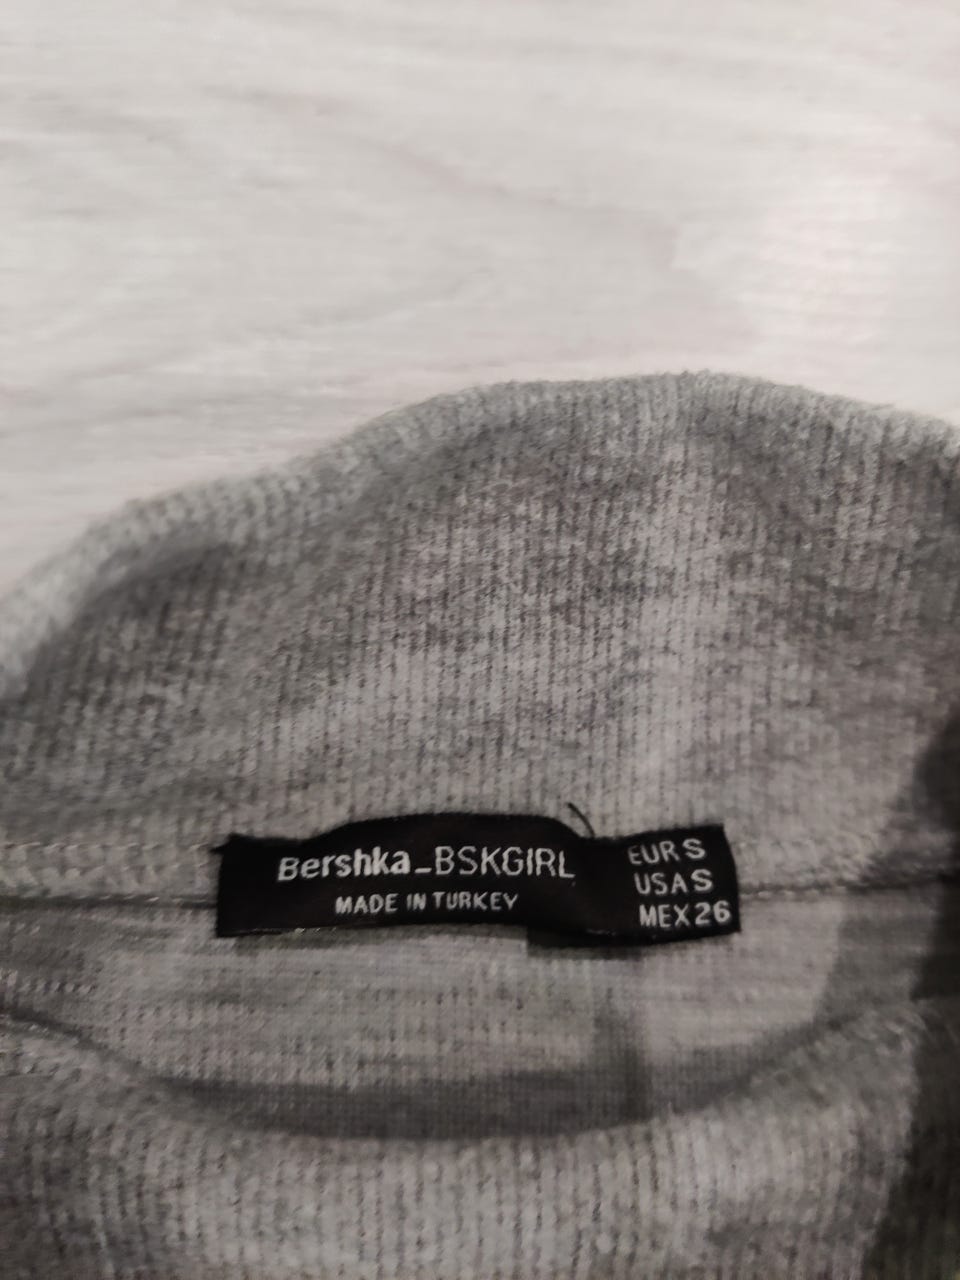 Bershka_BSKGIRL
MADE IN TURKEY
EUR S
USA S
MEX 26